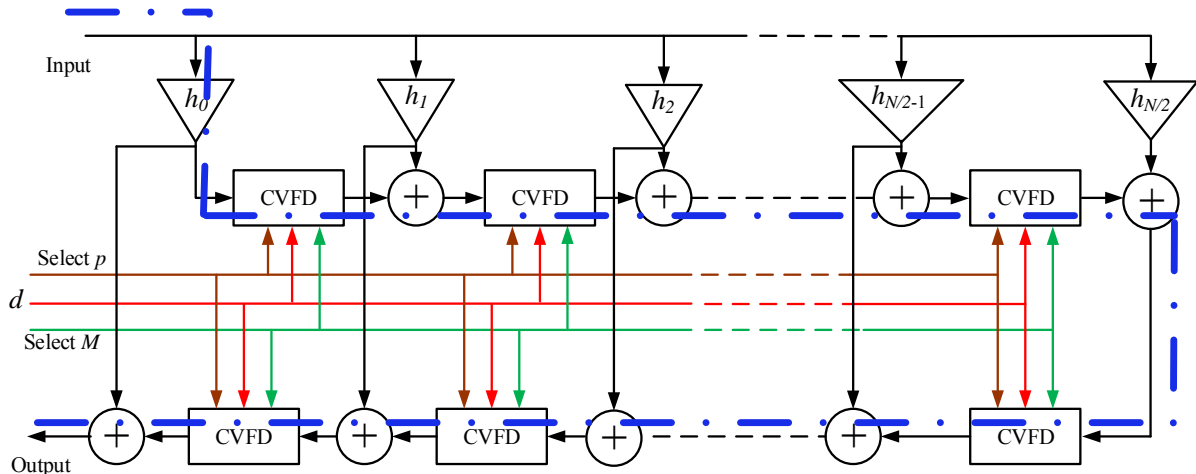 Input
h0
h1
h2
hN/2-1
hN/2
CVFD
CVFD
CVFD
+
+
+
+
Select p
d
Select M
+
CVFD
+
CVFD
+
+
CVFD
Output